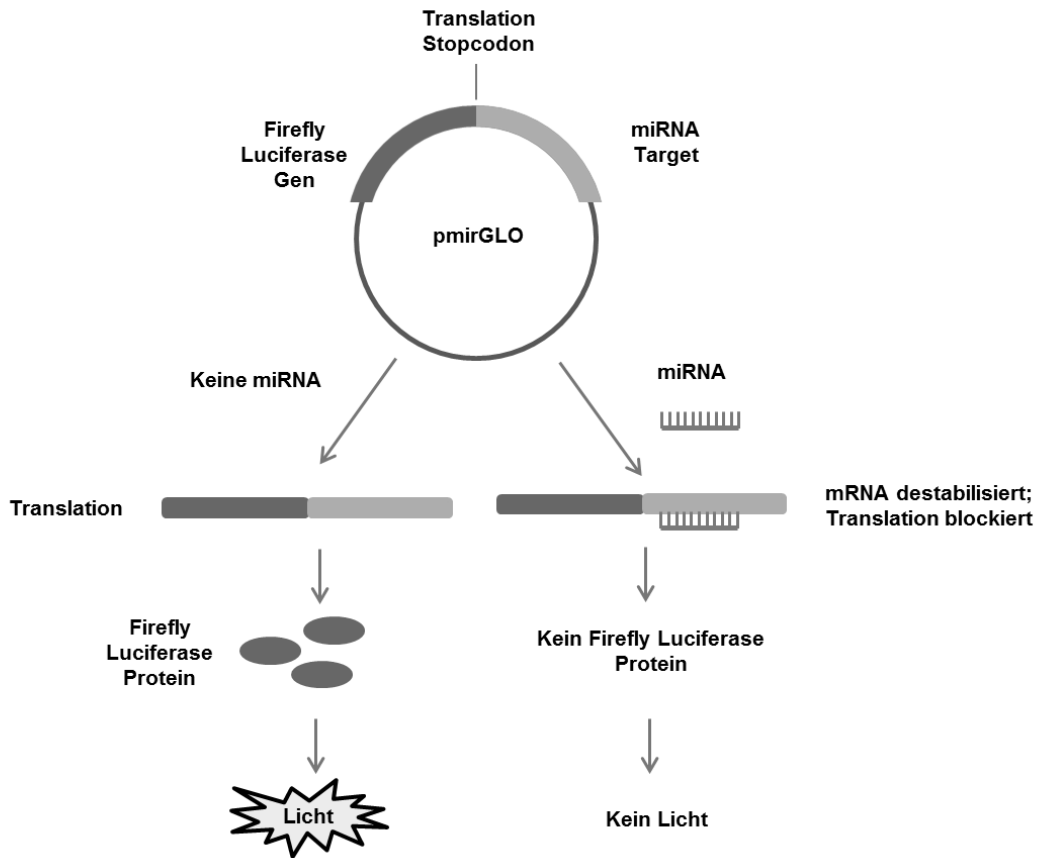 Translation
Stopcodon
Firefly
Luciferase
Gen
miRNA
Target
pmirGLO
Keine miRNA
miRNA
Translation
mRNA destabilisiert;
Translation blockiert
Firefly
Luciferase
Protein
Kein Firefly Luciferase
Protein
Licht
Kein Licht